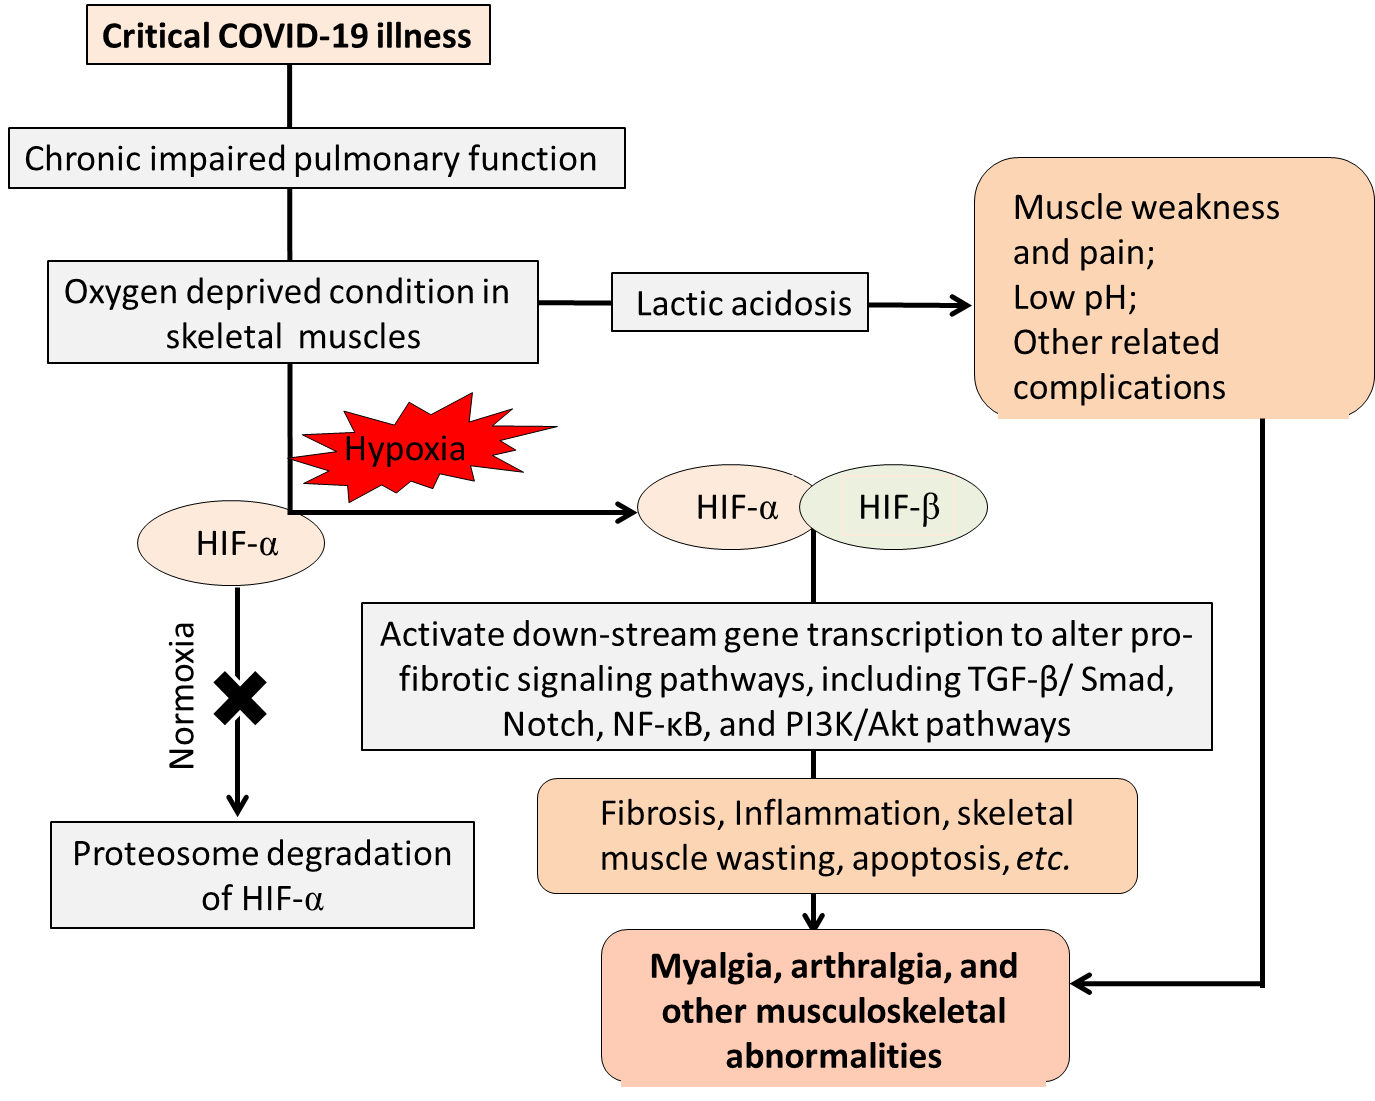 Critical COVID-19 illness
Chronic impaired pulmonary function
Oxygen deprived condition in
skeletal muscles
Lactic acidosis
Muscle weakness
and pain;
Low pH;
Other related
complications
Hypoxia
HIF-α
HIF-α
HIF-β
Normoxia
Activate down-stream gene transcription to alter pro-
fibrotic signaling pathways, including TGF-β/ Smad,
Notch, NF-κB, and PI3K/Akt pathways
Proteosome degradation
of HIF-α
Fibrosis, Inflammation, skeletal
muscle wasting, apoptosis, etc.
Myalgia, arthralgia, and
other musculoskeletal
abnormalities